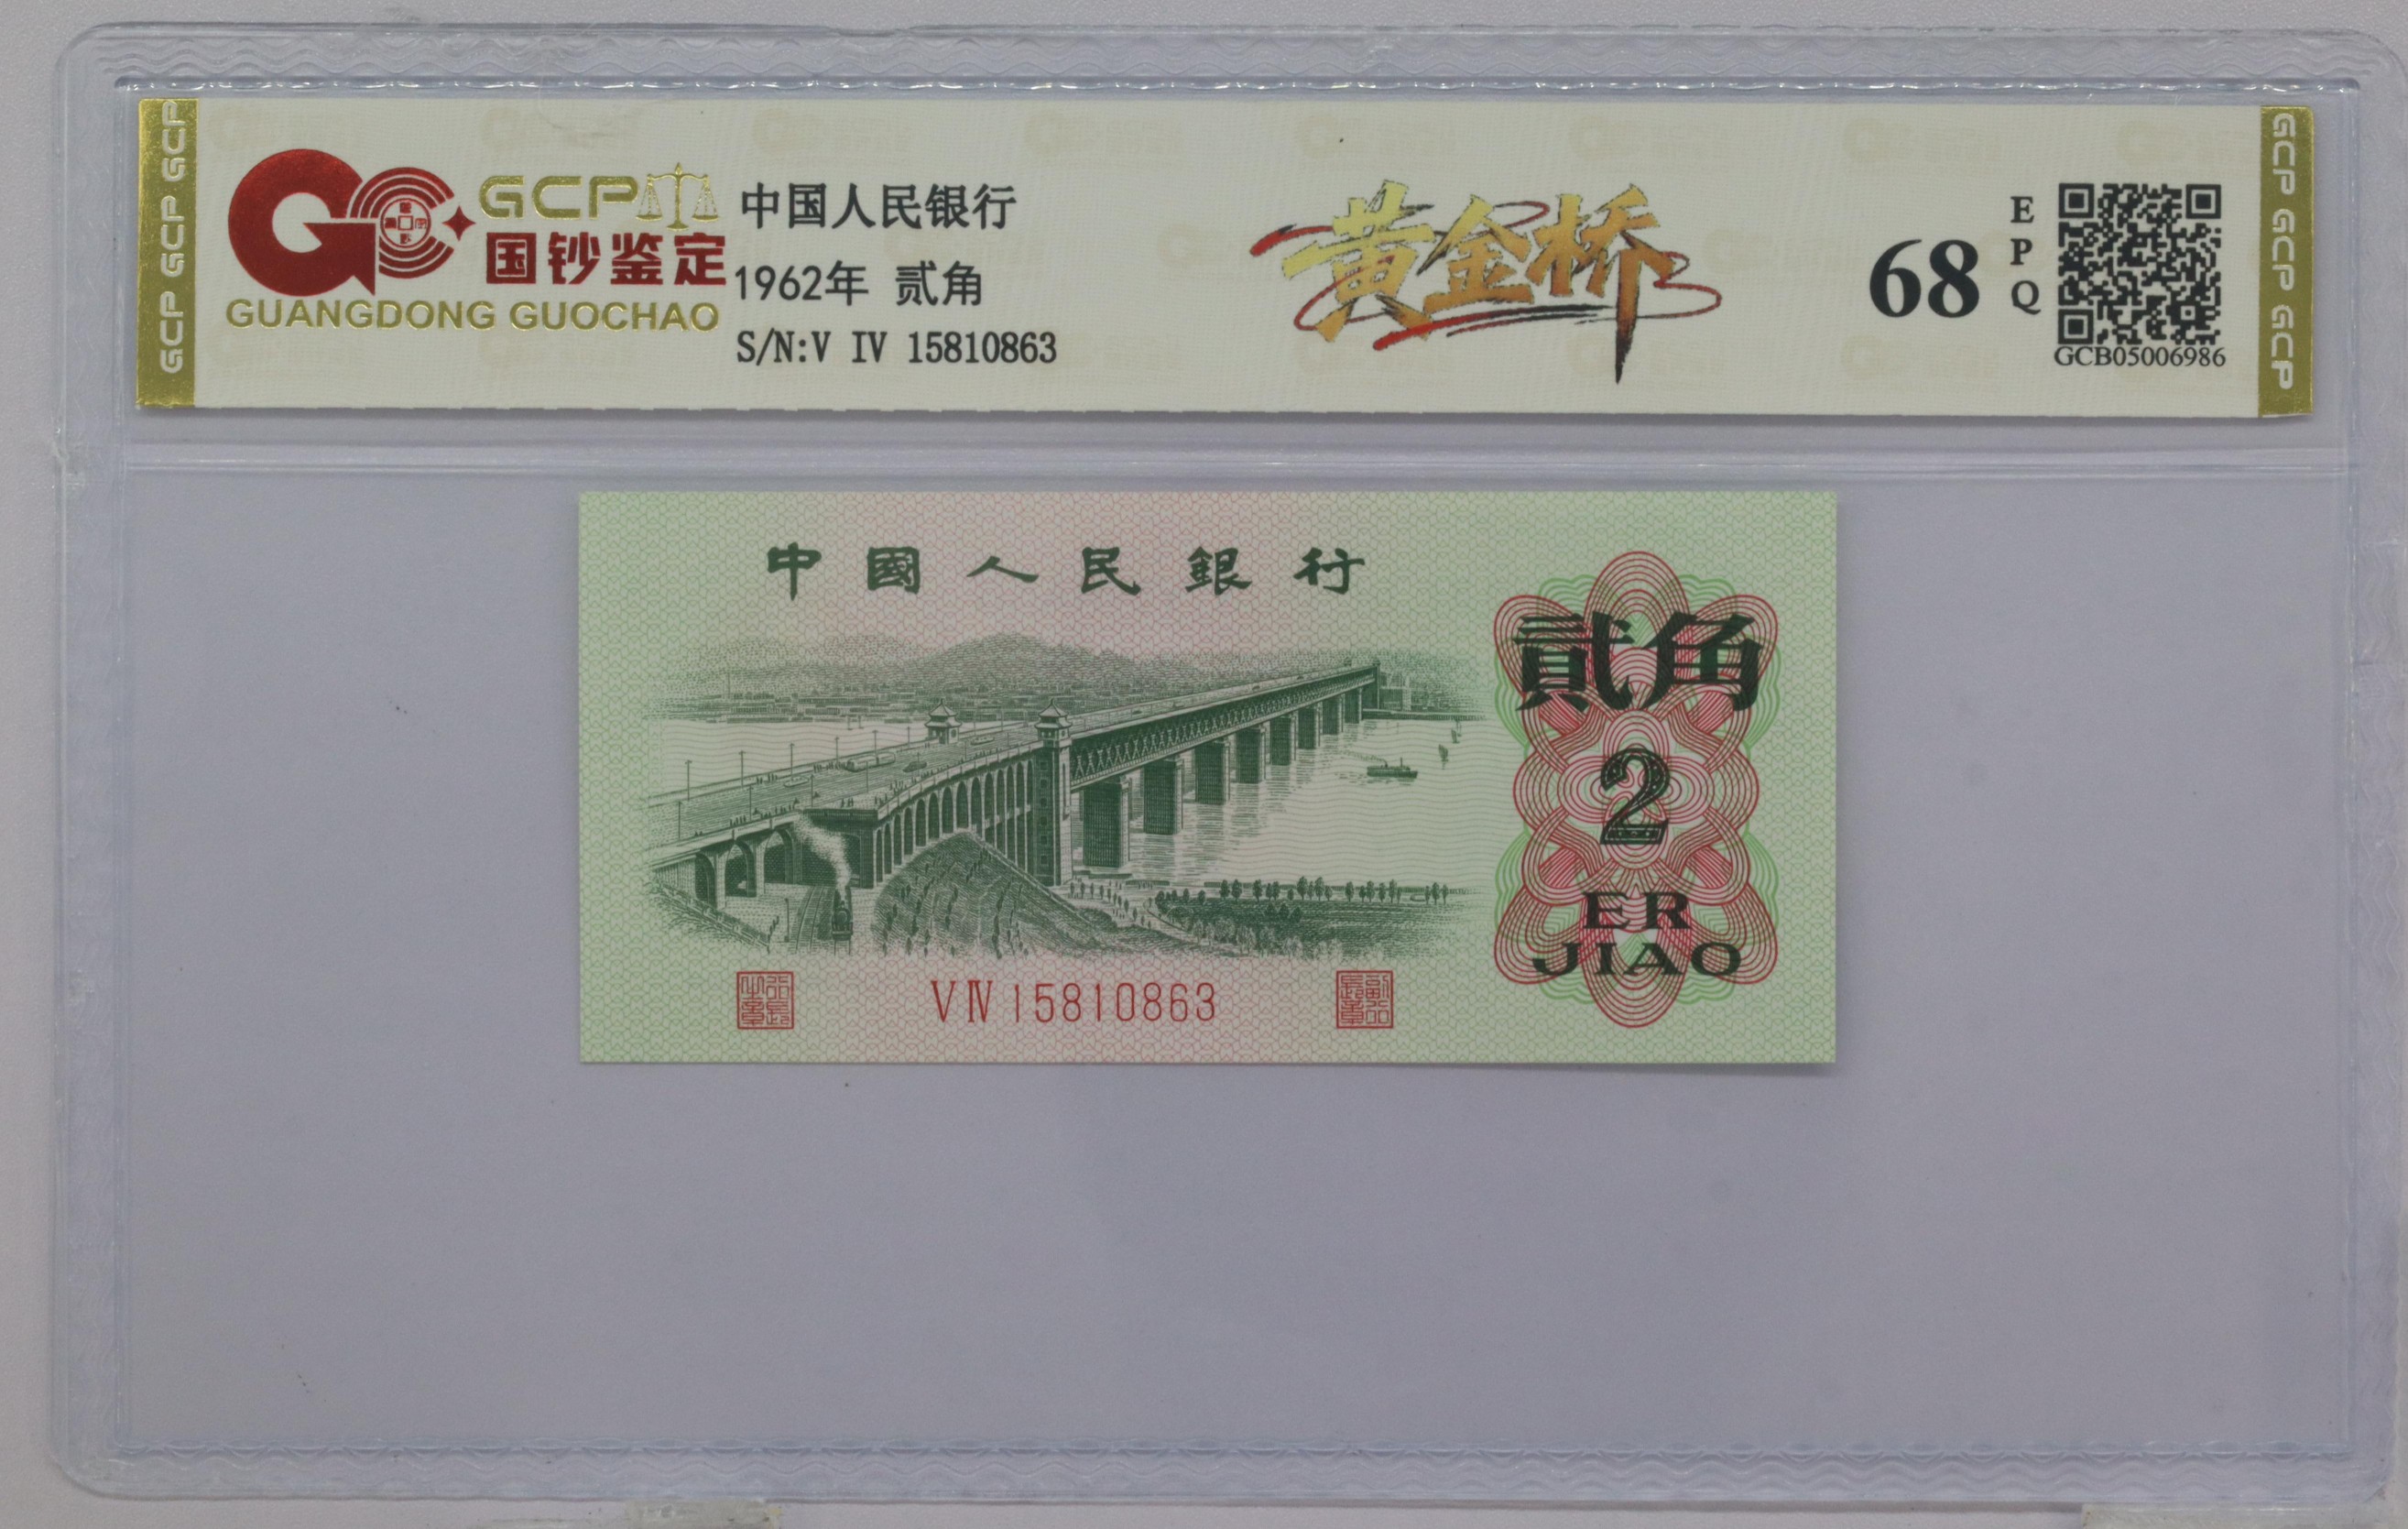 GCP GCP GCP
GCP
国钞鉴定
GUANGDONG GUOCHAO
中国人民银行
1962年 贰角
S/N:V IV 15810863
黄金桥
68
EPQ
GCB05006986
GCP GCP GCP
中國人民銀行
貳角
2
ER
JIAO
VⅣ15810863